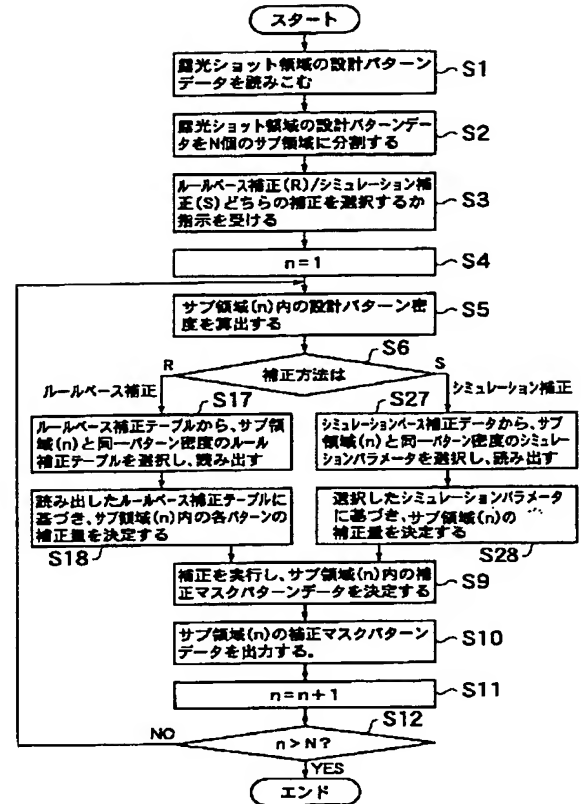 スタート
露光ショット領域の設計パターン
データを読みこむ
S1
露光ショット領域の設計パターンデー
タをN個のサブ領域に分割する
S2
ルールベース補正(R)/シミュレーション補
正(S)どちらの補正を選択するか
指示を受ける
S3
n=1
S4
サブ領域(n)内の設計パターン密
度を算出する
S5
S6
R
補正方法は
S
ルールベース補正
シミュレーション補正
S17
ルールベース補正テーブルから、サブ領
域(n)と同一パターン密度のルール
補正テーブルを選択し、読み出す
S27
シミュレーションベース補正データから、サブ
領域(n)と同一パターン密度のシミュレ
ーションパラメータを選択し、読み出す
読み出したルールベース補正テーブルに
基づき、サブ領域(n)内の各パターンの
補正量を決定する
S18
選択したシミュレーションパラメータ
に基づき、サブ領域(n)の
補正量を決定する
S28
補正を実行し、サブ領域(n)内の補
正マスクパターンデータを決定する
S9
サブ領域(n)の補正マスクパターン
データを出力する。
S10
n=n+1
S11
S12
NO
n>N?
YES
エンド